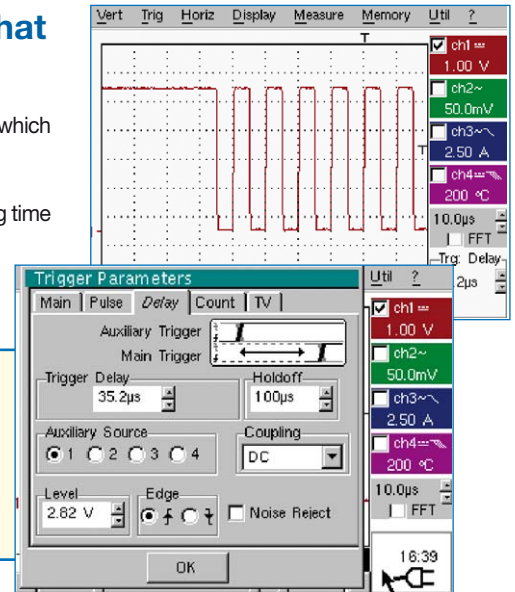 hat
which
g time
Vert Trig Horiz Display Measure Memory Util ?
T
ch1
1.00 V
ch2~
50.0mV
ch3~
T
2.50 A
ch4
200 °C
10.0µs
FFT
Trg: Delay
2µs
Trigger Parameters
Main Pulse Delay Count TV
Auxiliary Trigger
Main Trigger
Trigger Delay
35.2µs
Holdoff
100µs
Auxiliary Source
1 2 3 4
Coupling
DC
Level
2.82 V
Edge
Noise Reject
OK
Util ?
ch1
1.00 V
ch2~
50.0mV
ch3~
2.50 A
ch4
200 °C
10.0µs
FFT
16:39